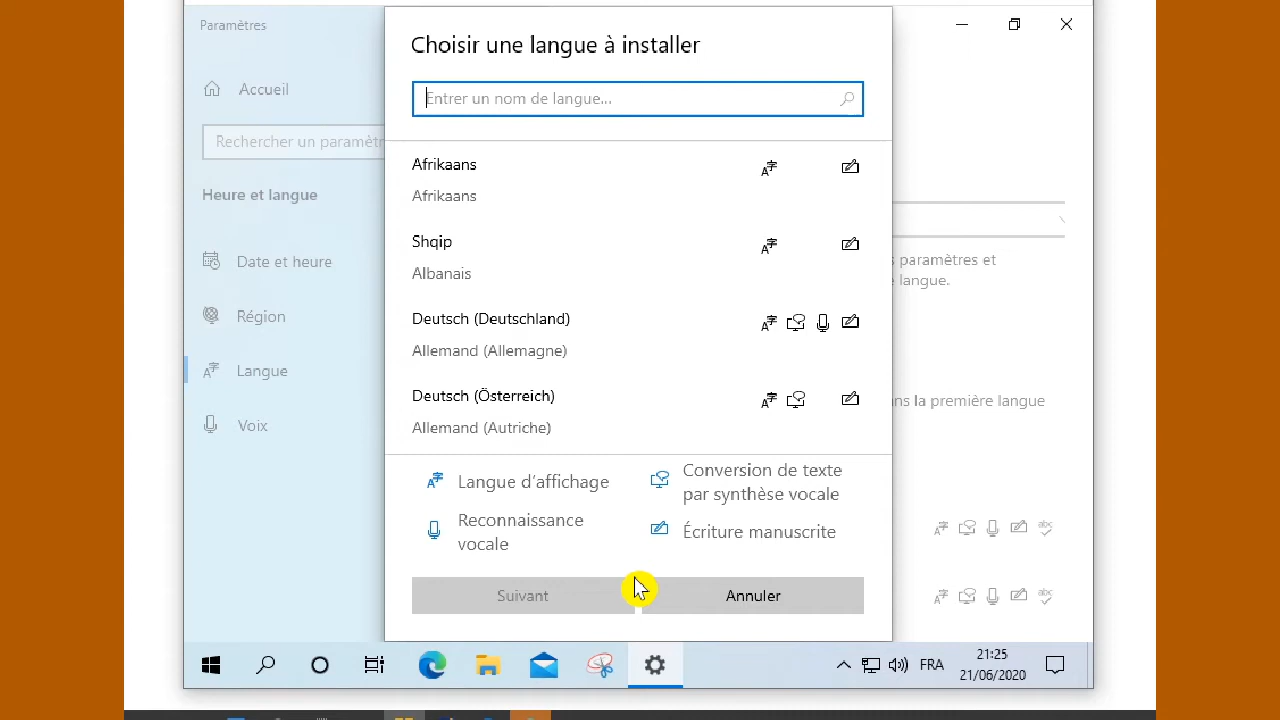 Paramètres
Accueil
Rechercher un paramètr
Heure et langue
Date et heure
Région
Langue
Voix
Choisir une langue à installer
Entrer un nom de langue...
Afrikaans
Afrikaans
Shqip
Albanais
Deutsch (Deutschland)
Allemand (Allemagne)
Deutsch (Österreich)
Allemand (Autriche)
Langue d'affichage
Conversion de texte
par synthèse vocale
Reconnaissance
vocale
Écriture manuscrite
Suivant
Annuler
s paramètres et
langue.
ns la première langue
FRA
21:25
21/06/2020